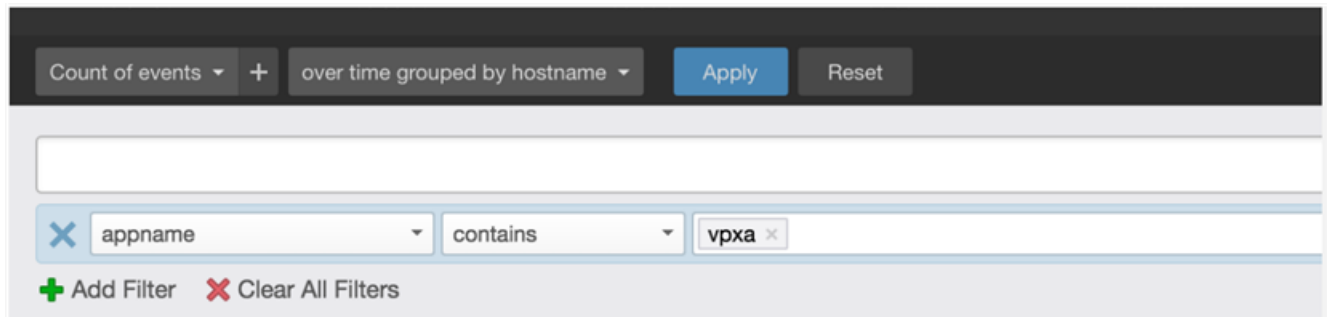 Count of events + over time grouped by hostname Apply Reset
appname contains vpxa ×
Add Filter Clear All Filters